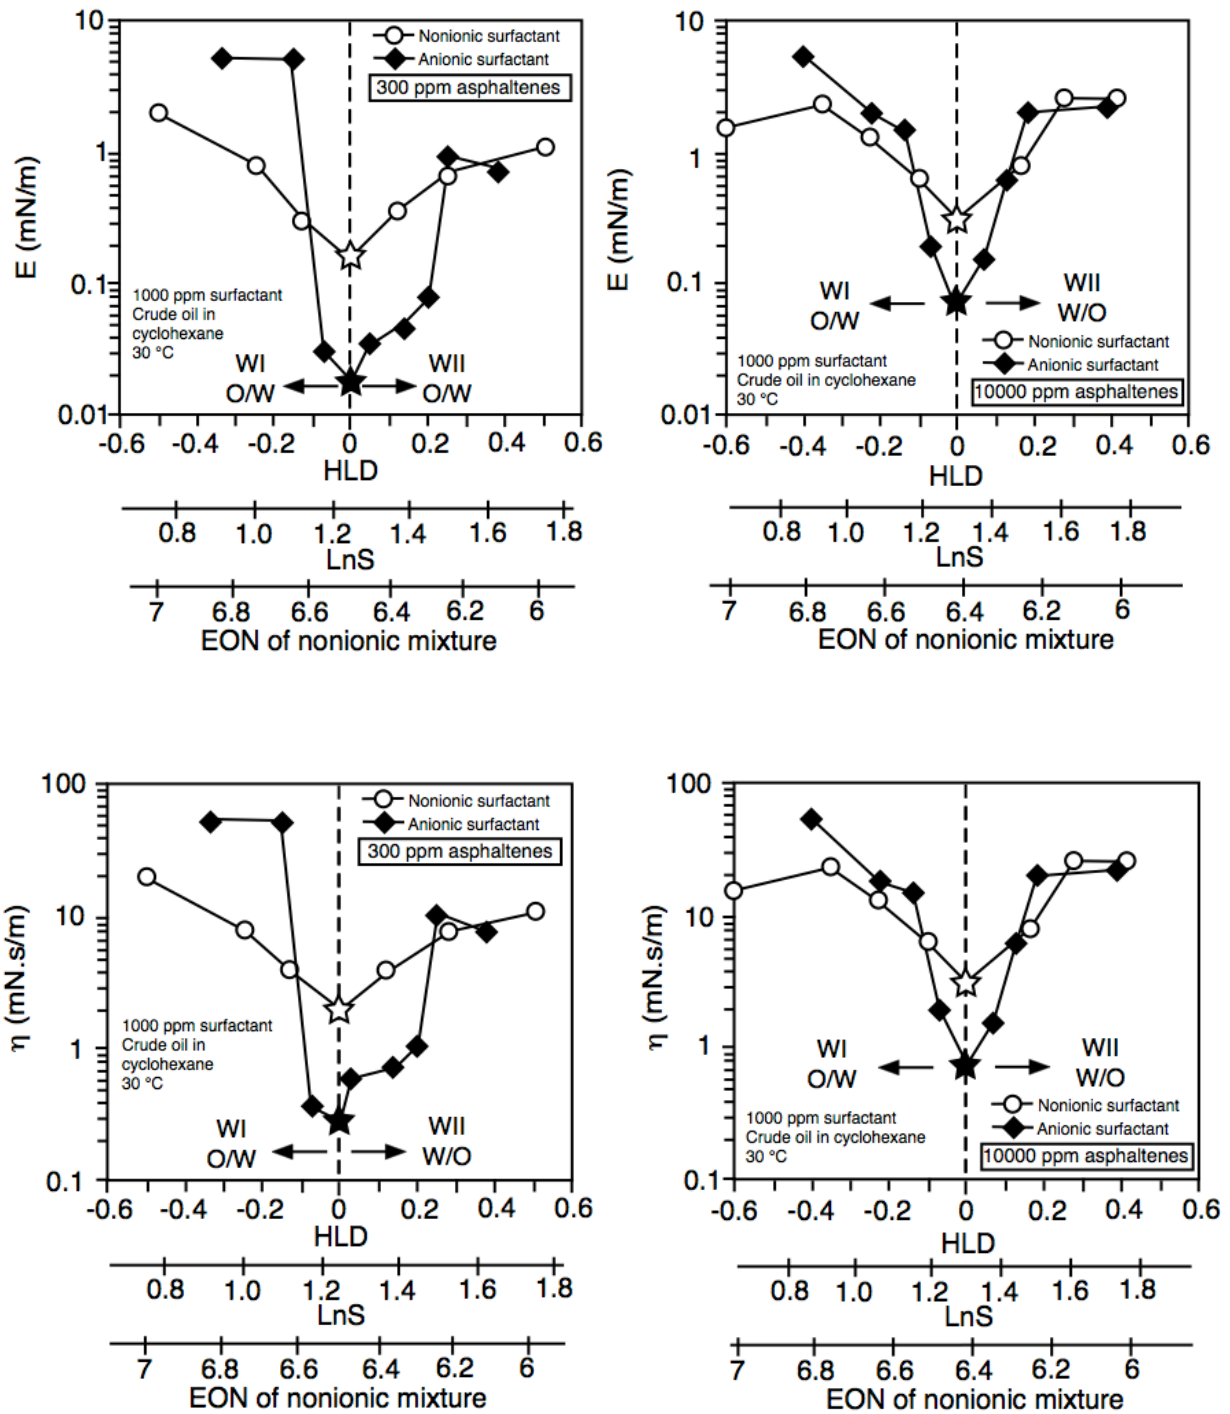 10
1
0.1
0.01
E (mN/m)
Nonionic surfactant
Anionic surfactant
300 ppm asphaltenes
1000 ppm surfactant
Crude oil in
cyclohexane
30 °C
WI
O/W
WII
O/W
-0.6 -0.4 -0.2 0 0.2 0.4 0.6
HLD
0.8 1.0 1.2 1.4 1.6 1.8
LnS
7 6.8 6.6 6.4 6.2 6
EON of nonionic mixture
10
1
0.1
0.01
E (mN/m)
WI
O/W
WII
W/O
Nonionic surfactant
Anionic surfactant
10000 ppm asphaltenes
1000 ppm surfactant
Crude oil in cyclohexane
30 °C
-0.6 -0.4 -0.2 0 0.2 0.4 0.6
HLD
0.8 1.0 1.2 1.4 1.6 1.8
LnS
7 6.8 6.6 6.4 6.2 6
EON of nonionic mixture
100
10
1
0.1
η (mN.s/m)
Nonionic surfactant
Anionic surfactant
300 ppm asphaltenes
1000 ppm surfactant
Crude oil in
cyclohexane
30 °C
WI
O/W
WII
W/O
-0.6 -0.4 -0.2 0 0.2 0.4 0.6
HLD
0.8 1.0 1.2 1.4 1.6 1.8
LnS
7 6.8 6.6 6.4 6.2 6
EON of nonionic mixture
100
10
1
0.1
η (mN.s/m)
WI
O/W
WII
W/O
Nonionic surfactant
Anionic surfactant
10000 ppm asphaltenes
1000 ppm surfactant
Crude oil in cyclohexane
30 °C
-0.6 -0.4 -0.2 0 0.2 0.4 0.6
HLD
0.8 1.0 1.2 1.4 1.6 1.8
LnS
7 6.8 6.6 6.4 6.2 6
EON of nonionic mixture